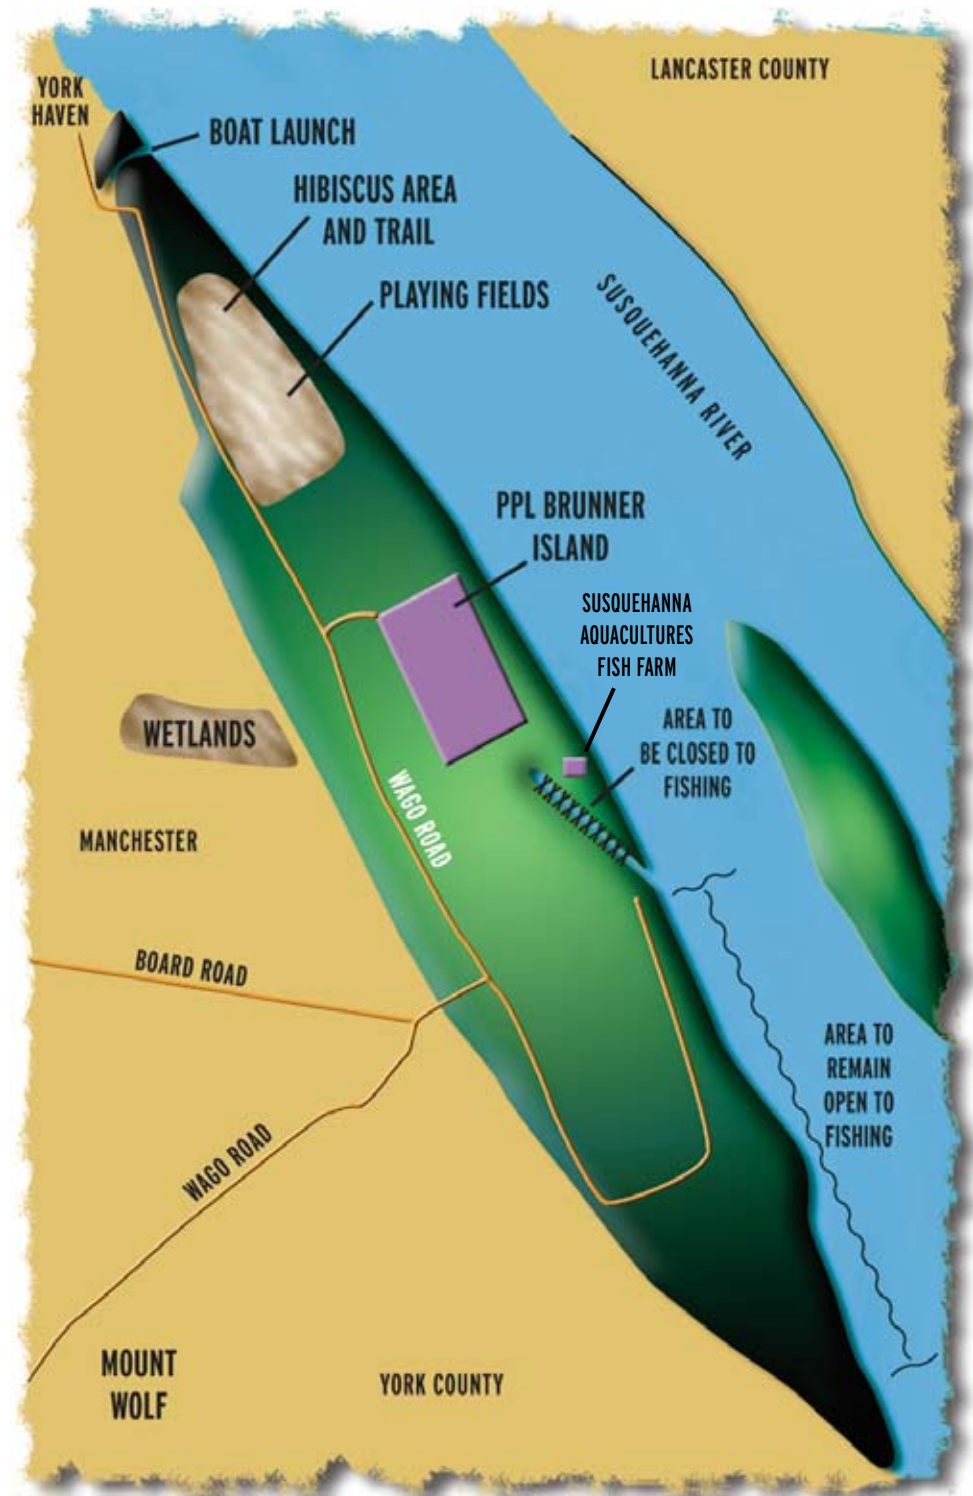 LANCASTER COUNTY
YORK
HAVEN
BOAT LAUNCH
HIBISCUS AREA
AND TRAIL
PLAYING FIELDS
SUSQUEHANNA RIVER
PPL BRUNNER
ISLAND
SUSQUEHANNA
AQUACULTURES
FISH FARM
AREA TO
BE CLOSED TO
FISHING
WETLANDS
WAGO ROAD
MANCHESTER
BOARD ROAD
XXXXXXXXXX
AREA TO
REMAIN
OPEN TO
FISHING
WAGO ROAD
MOUNT
WOLF
YORK COUNTY